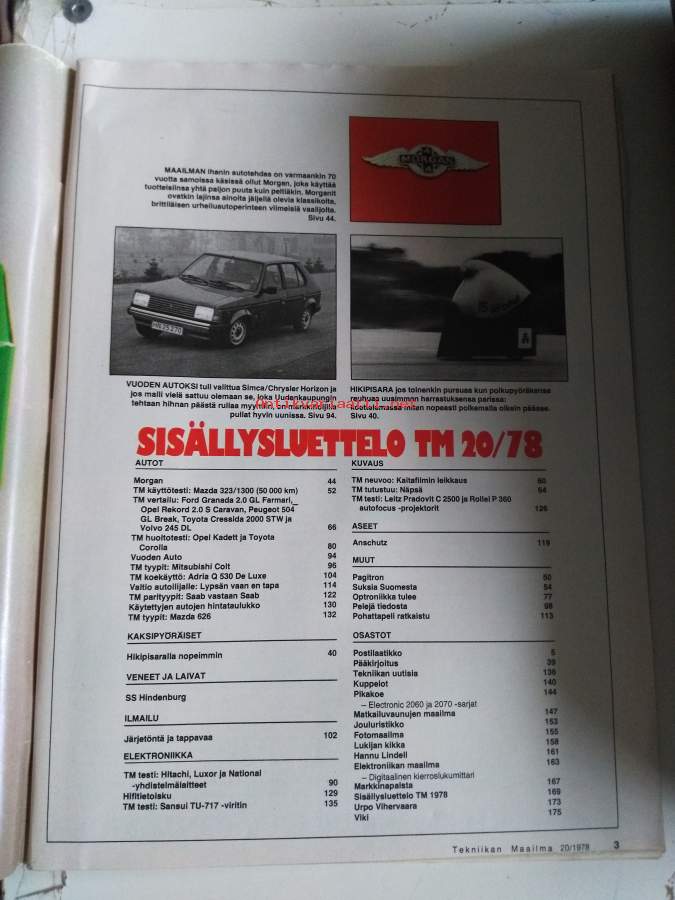 MAAILMAN ihanin autotehdas on varmaankin 70
vuotta samoissa käsissä ollut Morgan, joka käyttää
tuotteisiinsa yhtä paljon puuta kuin peltiäkin. Morganit
ovatkin lajinsa ainoita jäljellä olevia klassikoita,
brittiläisen urheiluautoperinteen viimeisiä vaalijoita.
Sivu 44.
MORGAN
HN35270
VUODEN AUTOKSI tuli valittua Simca/Chrysler Horizon ja
jos malli vielä sattuu olemaan se, joka Uudenkaupungin
tehtaan hihnan päästä rullaa myyntiin, on markkinoijilla
pullat hyvin uunissa. Sivu 94.
HIKIPISARA jos toinenkin puristuu kun polkupyöräkansa
reuhuaa uusimman harrastuksensa parissa:
koettelemassa miten nopeasti polkemalla oikein pääsee.
Sivu 40.
antikvariaatti.net
SISÄLLYSLUETTELO TM 20/78
AUTOT
Morgan 44
TM käyttötesti: Mazda 323/1300 (50 000 km) 52
TM vertailu: Ford Granada 2.0 GL Farmari,
Opel Rekord 2.0 S Caravan, Peugeot 504
GL Break, Toyota Cressida 2000 STW ja
Volvo 245 DL 66
TM huoltotesti: Opel Kadett ja Toyota
Corolla 80
Vuoden Auto 94
TM tyypit: Mitsubishi Colt 96
TM koekäyttö: Adria Q 530 De Luxe 104
Valtio autoilijalle: Lypsän vaan en tapa 114
TM parityypit: Saab vastaan Saab 122
Käytettyjen autojen hintataulukko 130
TM tyypit: Mazda 626 132
KAKSIPYÖRÄISET
Hikipisaralla nopeimmin 40
VENEET JA LAIVAT
SS Hindenburg
ILMAILU
Järjetöntä ja tappavaa 102
ELEKTRONIIKKA
TM testi: Hitachi, Luxor ja National
-yhdistelmälaitteet 90
Hifitietoisku 129
TM testi: Sansui TU-717 -viritin 135
KUVAUS
TM neuvoo: Kaitafilmin leikkaus 60
TM tutustuu: Näpsä 64
TM testi: Leitz Pradovit C 2500 ja Rollei P 360
autofocus -projektorit 126
ASEET
Anschutz 119
MUUT
Pagitron 50
Suksia Suomesta 54
Optroniikka tulee 77
Pelejä tiedosta 98
Pohattapeli ratkaistu 113
OSASTOT
Postilaatikko 5
Pääkirjoitus 39
Tekniikan uutisia 136
Kuppelot 140
Pikakoe 144
– Electronic 2060 ja 2070 -sarjat
Matkailuvaunujen maailma 147
Jouluristikko 153
Fotomaailma 155
Lukijan kikka 158
Hannu Lindell 161
Elektroniikan maailma 163
– Digitaalinen kierroslukumittari
Markkinapaista 167
Sisällysluettelo TM 1978 169
Urpo Vihervaara 173
Viki 175
Tekniikan Maailma 20/1978 3